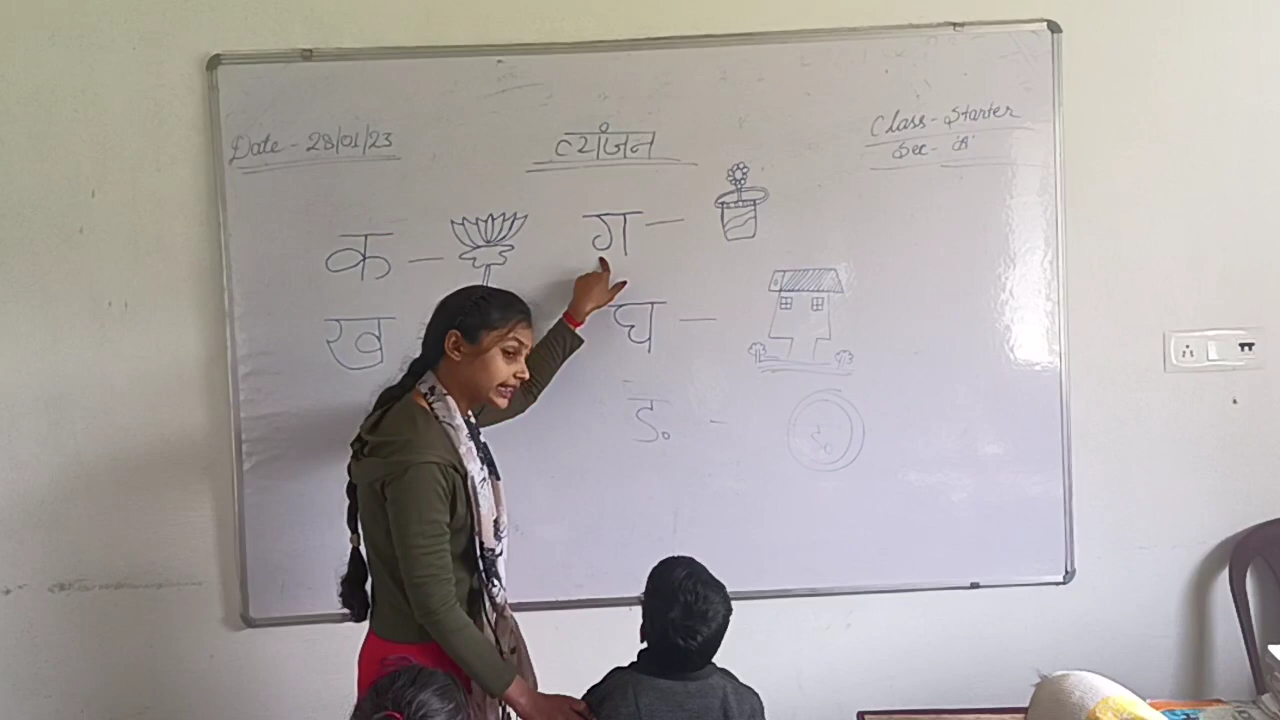 Date - 28/01/23
व्यंजन
Class - Starter
Sec - B
क -
ग -
ख
घ -
ङ -
ङ